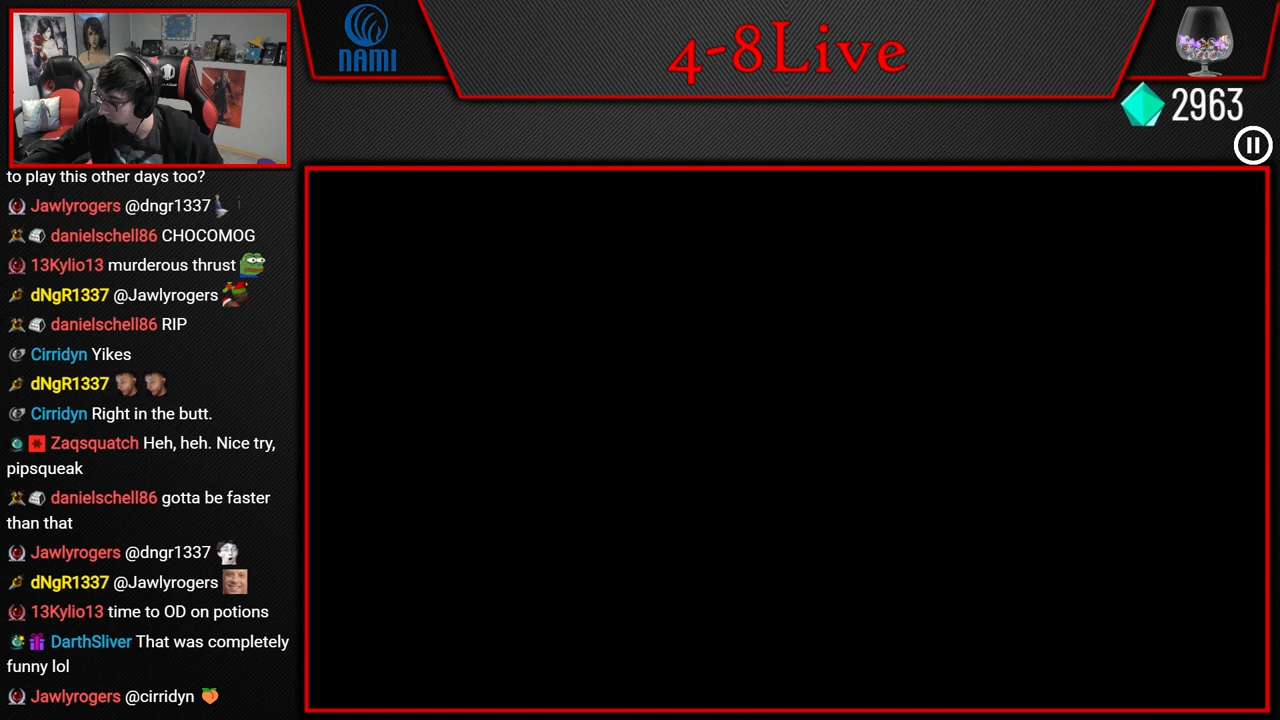 NAMI
4-8Live
2963
to play this other days too?
Jawlyrogers @dngr1337
danielschell86 CHOCOMOG
13Kylio13 murderous thrust
dNgR1337 @Jawlyrogers
danielschell86 RIP
Cirridyn Yikes
dNgR1337
Cirridyn Right in the butt.
Zaqsquatch Heh, heh. Nice try,
pipsqueak
danielschell86 gotta be faster
than that
Jawlyrogers @dngr1337
dNgR1337 @Jawlyrogers
13Kylio13 time to OD on potions
DarthSliver That was completely
funny lol
Jawlyrogers @cirridyn